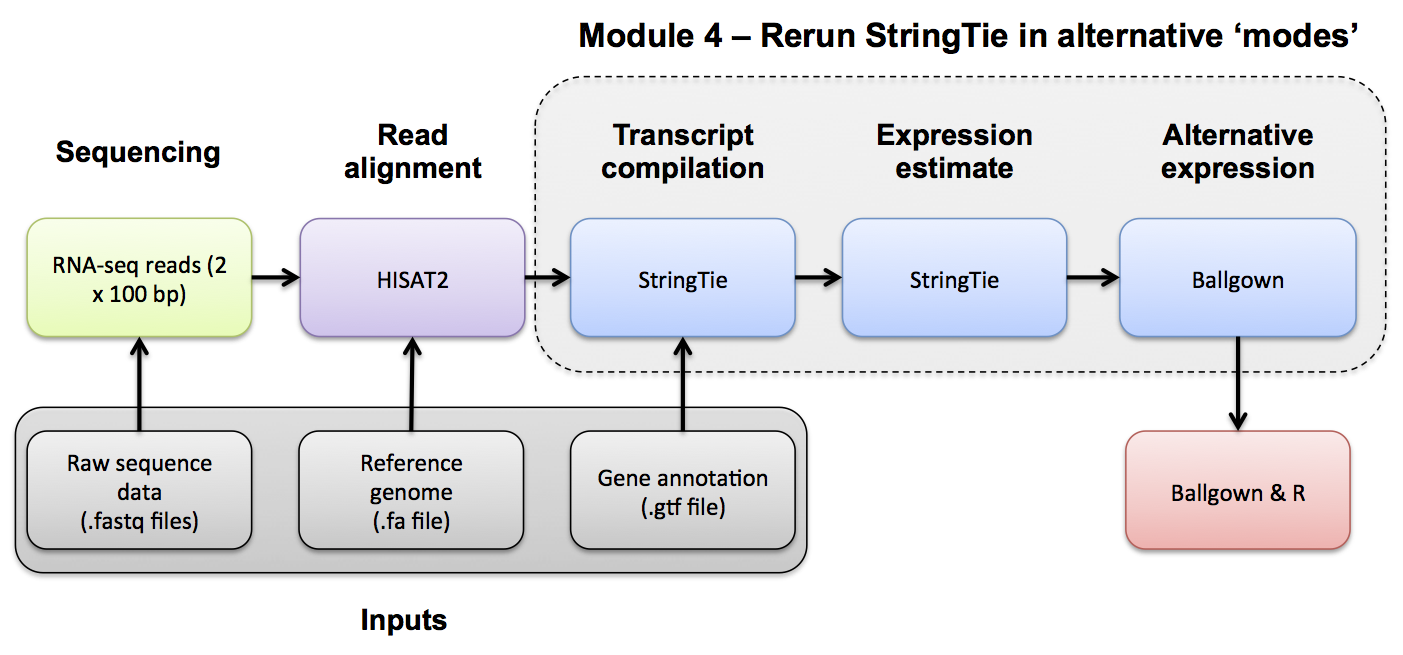 Module 4 – Rerun StringTie in alternative ‘modes’
Sequencing
Read
alignment
Transcript
compilation
Expression
estimate
Alternative
expression
RNA-seq reads (2
x 100 bp)
HISAT2
StringTie
StringTie
Ballgown
Raw sequence
data
(.fastq files)
Reference
genome
(.fa file)
Gene annotation
(.gtf file)
Ballgown & R
Inputs